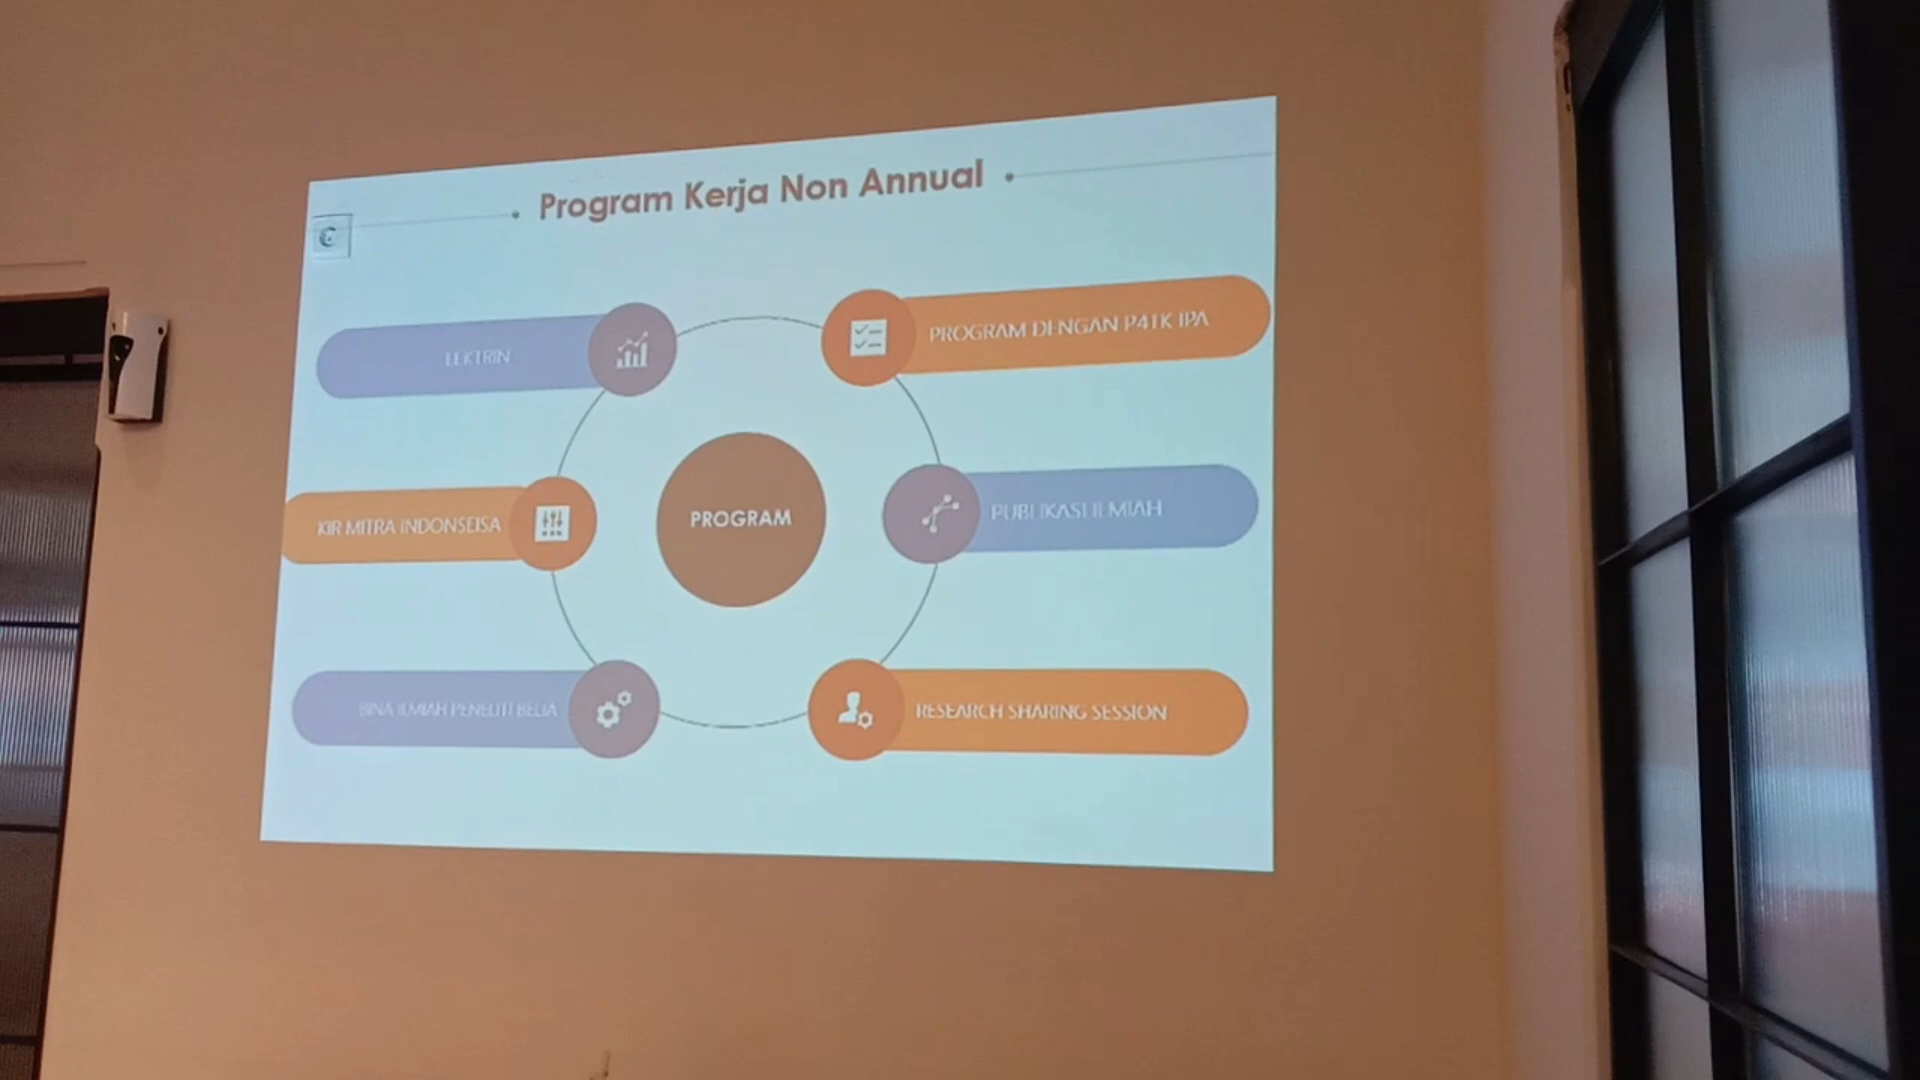 Program Kerja Non Annual
LEKTRIN
PROGRAM DENGAN P4TK IPA
KIR MITRA INDONSEISA
PROGRAM
PUBLIKASI ILMIAH
BINA ILMIAH PENELITI BELIA
RESEARCH SHARING SESSION